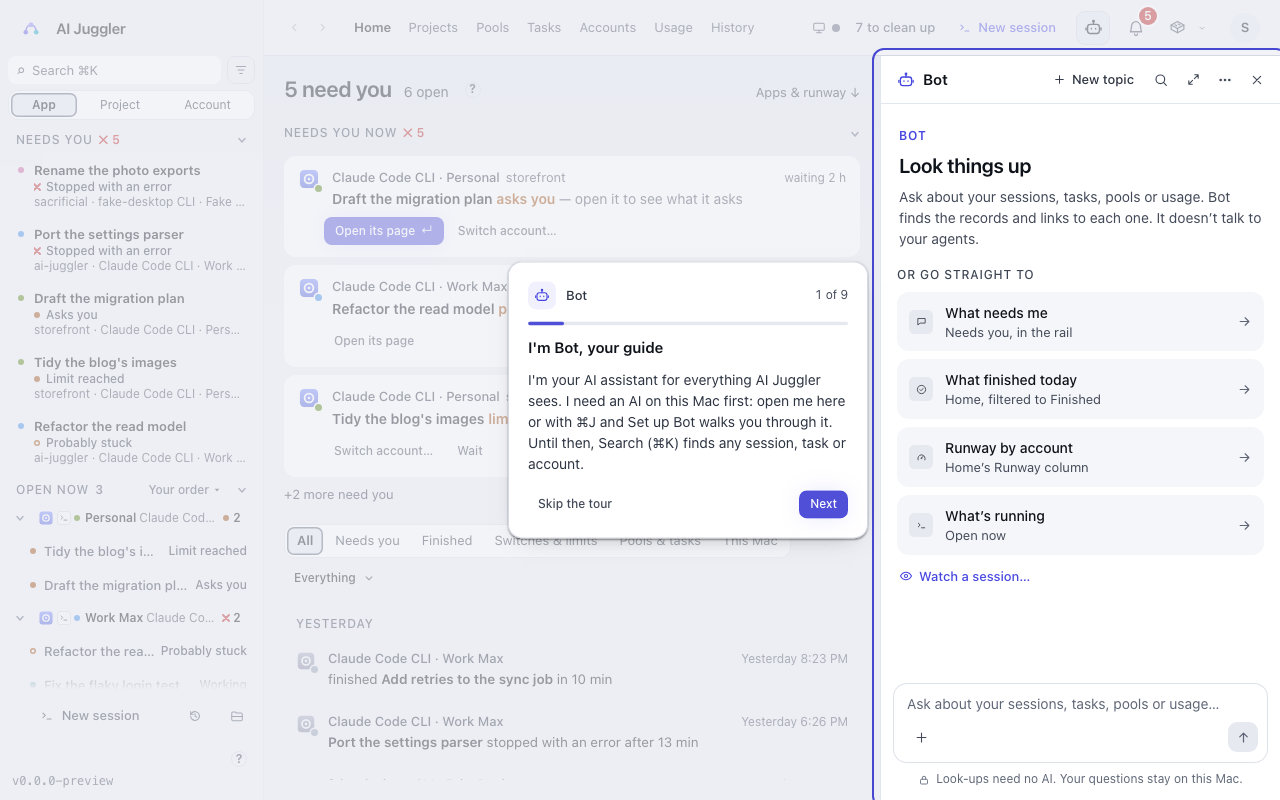 AI Juggler
Search ⌘K
App
Project
Account
NEEDS YOU 5
Rename the photo exports
Stopped with an error
sacrificial · fake-desktop CLI · Fake ...
Port the settings parser
Stopped with an error
ai-juggler · Claude Code CLI · Work ...
Draft the migration plan
Asks you
storefront · Claude Code CLI · Pers...
Tidy the blog's images
Limit reached
storefront · Claude Code CLI · Pers...
Refactor the read model
Probably stuck
ai-juggler · Claude Code CLI · Work ...
OPEN NOW 3
Your order
Personal Claude Cod... 2
Tidy the blog's i... Limit reached
Draft the migration pl... Asks you
Work Max Claude Co... 2
Refactor the rea... Probably stuck
Fix the flaky login test Working
New session
?
v0.0.0-preview
Home
Projects
Pools
Tasks
Accounts
Usage
History
7 to clean up
New session
5
S
5 need you 6 open ?
Apps & runway ↓
NEEDS YOU NOW 5
Claude Code CLI · Personal storefront
waiting 2 h
Draft the migration plan asks you — open it to see what it asks
Open its page
Switch account...
Claude Code CLI · Work Max
Refactor the read model p
Open its page
Claude Code CLI · Perso
Tidy the blog's images lim
Switch account...
Wait
+2 more need you
All
Needs you
Finished
Switches & limits
Pools & tasks
This Mac
Everything
YESTERDAY
Claude Code CLI · Work Max
Yesterday 8:23 PM
finished Add retries to the sync job in 10 min
Claude Code CLI · Work Max
Yesterday 6:26 PM
Port the settings parser stopped with an error after 13 min
Bot
1 of 9
I'm Bot, your guide
I'm your AI assistant for everything AI Juggler
sees. I need an AI on this Mac first: open me here
or with ⌘J and Set up Bot walks you through it.
Until then, Search (⌘K) finds any session, task or
account.
Skip the tour
Next
Bot
+ New topic
BOT
Look things up
Ask about your sessions, tasks, pools or usage. Bot
finds the records and links to each one. It doesn't talk to
your agents.
OR GO STRAIGHT TO
What needs me
Needs you, in the rail
What finished today
Home, filtered to Finished
Runway by account
Home's Runway column
What's running
Open now
Watch a session...
Ask about your sessions, tasks, pools or usage...
Look-ups need no AI. Your questions stay on this Mac.